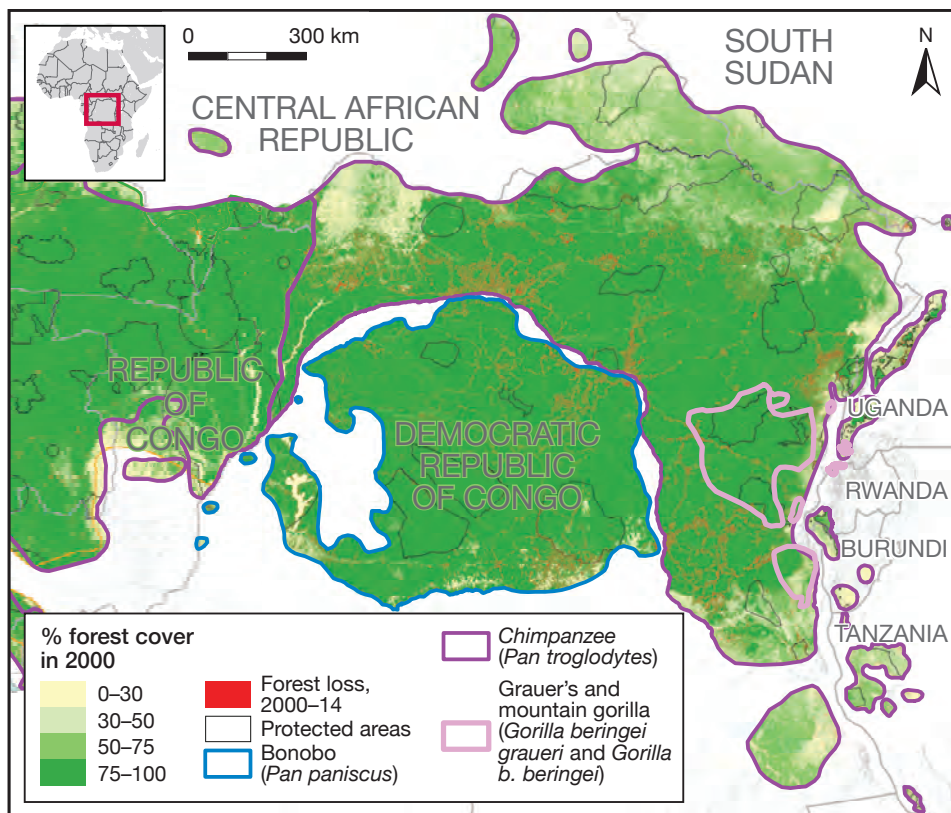 0
300 km
SOUTH
SUDAN
N
CENTRAL AFRICAN
REPUBLIC
REPUBLIC
OF
CONGO
DEMOCRATIC
REPUBLIC
OF CONGO
UGANDA
RWANDA
BURUNDI
TANZANIA
% forest cover
in 2000
0–30
30–50
50–75
75–100
Forest loss,
2000–14
Protected areas
Bonobo
(Pan paniscus)
Chimpanzee
(Pan troglodytes)
Grauer's and
mountain gorilla
(Gorilla beringei
graueri and Gorilla
b. beringei)